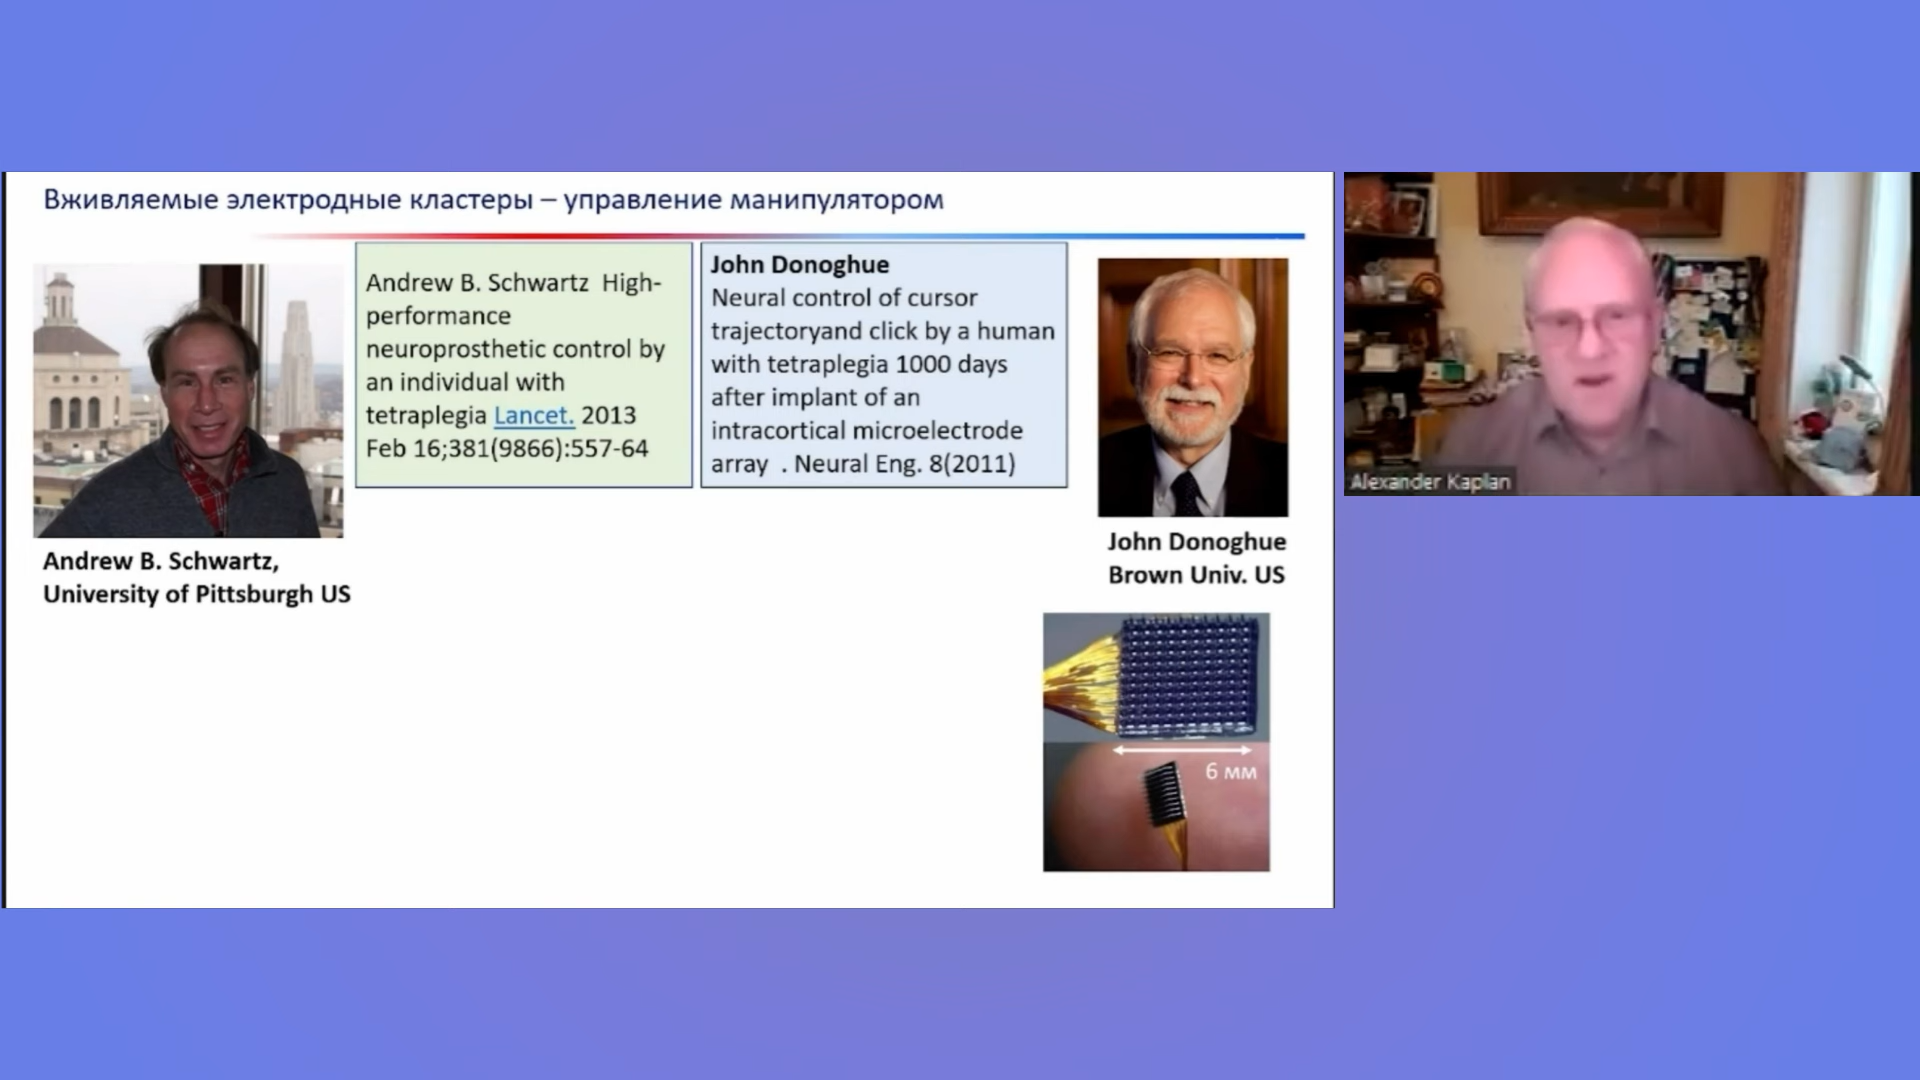 Вживляемые электродные кластеры – управление манипулятором
Andrew B. Schwartz High-
performance
neuroprosthetic control by
an individual with
tetraplegia Lancet. 2013
Feb 16;381(9866):557-64
John Donoghue
Neural control of cursor
trajectoryand click by a human
with tetraplegia 1000 days
after implant of an
intracortical microelectrode
array . Neural Eng. 8(2011)
Andrew B. Schwartz,
University of Pittsburgh US
John Donoghue
Brown Univ. US
6 мм
Alexander Kaplan